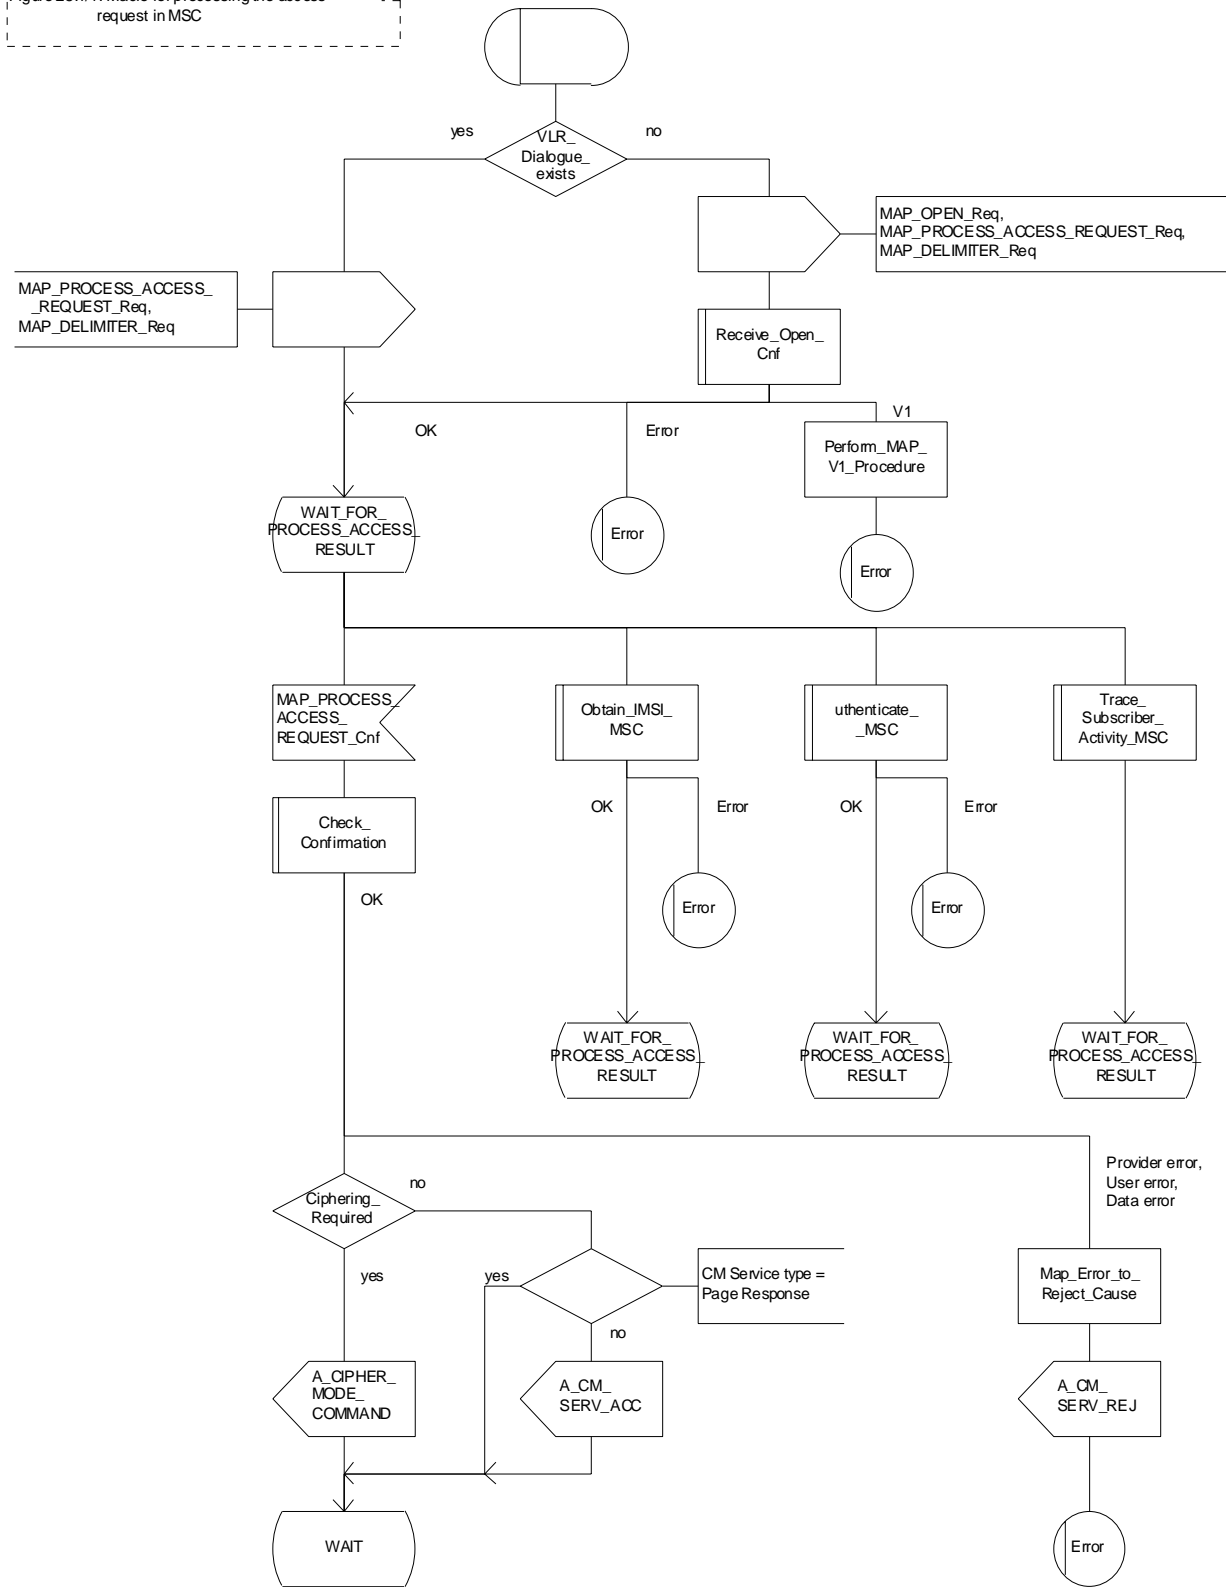 request in MSC
yes
no
VLR_
Dialogue_
exists
MAP_OPEN_Req,
MAP_PROCESS_ACCESS_REQUEST_Req,
MAP_DELIMITER_Req
MAP_PROCESS_ACCESS_
_REQUEST_Req,
MAP_DELIMITER_Req
Receive_Open_
Cnf
OK
Error
V1
Perform_MAP_
V1_Procedure
WAIT_FOR_
PROCESS_ACCESS_
RESULT
Error
Error
MAP_PROCESS_
ACCESS_
REQUEST_Cnf
Obtain_IMSI_
MSC
uthenticate_
_MSC
Trace_
Subscriber_
Activity_MSC
Check_
Confirmation
OK
Error
OK
Error
OK
Error
Error
WAIT_FOR_
PROCESS_ACCESS_
RESULT
WAIT_FOR_
PROCESS_ACCESS_
RESULT
WAIT_FOR_
PROCESS_ACCESS_
RESULT
Provider error,
User error,
Data error
Ciphering_
Required
no
yes
yes
CM Service type =
Page Response
no
Map_Error_to_
Reject_Cause
A_CIPHER_
MODE_
COMMAND
A_CM_
SERV_ACC
A_CM_
SERV_REJ
WAIT
Error